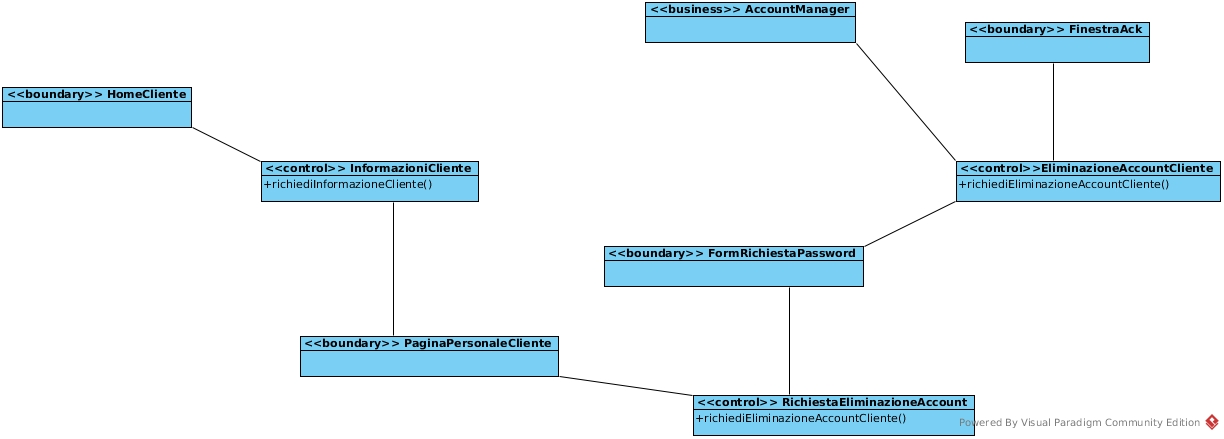 <<business>> AccountManager
<<boundary>> FinestraAck
<<boundary>> HomeCliente
<<control>> InformazioniCliente
+richiediInformazioneCliente()
<<control>>EliminazioneAccountCliente
+richiediEliminazioneAccountCliente()
<<boundary>> FormRichiestaPassword
<<boundary>> PaginaPersonaleCliente
<<control>> RichiestaEliminazioneAccount
+richiediEliminazioneAccountCliente()
Powered By Visual Paradigm Community Edition